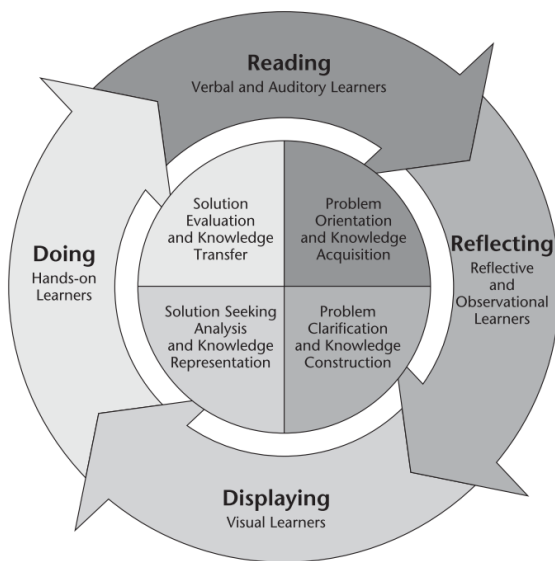 Reading
Verbal and Auditory Learners
Solution
Evaluation
and Knowledge
Transfer
Problem
Orientation
and Knowledge
Acquisition
Doing
Hands-on
Learners
Reflecting
Reflective
and
Observational
Learners
Solution Seeking
Analysis
and Knowledge
Representation
Problem
Clarification
and Knowledge
Construction
Displaying
Visual Learners